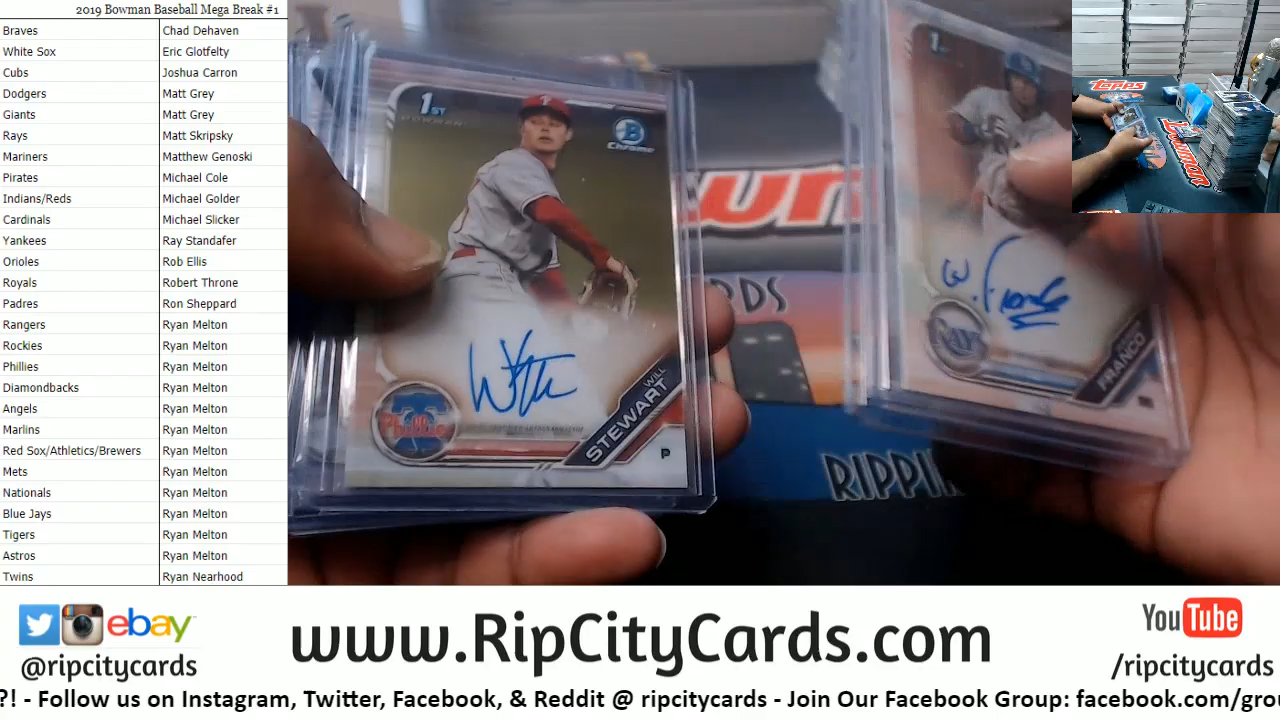 2019 Bowman Baseball Mega Break #1
Braves Chad Dehaven
White Sox Eric Glotfelty
Cubs Joshua Carron
Dodgers Matt Grey
Giants Matt Grey
Rays Matt Skripsky
Mariners Matthew Genoski
Pirates Michael Cole
Indians/Reds Michael Golder
Cardinals Michael Slicker
Yankees Ray Standafer
Orioles Rob Ellis
Royals Robert Throne
Padres Ron Sheppard
Rangers Ryan Melton
Rockies Ryan Melton
Phillies Ryan Melton
Diamondbacks Ryan Melton
Angels Ryan Melton
Marlins Ryan Melton
Red Sox/Athletics/Brewers Ryan Melton
Mets Ryan Melton
Nationals Ryan Melton
Blue Jays Ryan Melton
Tigers Ryan Melton
Astros Ryan Melton
Twins Ryan Nearhood
1ST
BOWMAN
B
Chrome
Phillies
WILL
STEWART
P
1ST
W. Franco
RAYS
FRANCO
RDS
RIPPI
Topps
Bowman
ebay
@ripcitycards
www.RipCityCards.com
YouTube
/ripcitycards
?! - Follow us on Instagram, Twitter, Facebook, & Reddit @ ripcitycards - Join Our Facebook Group: facebook.com/grou